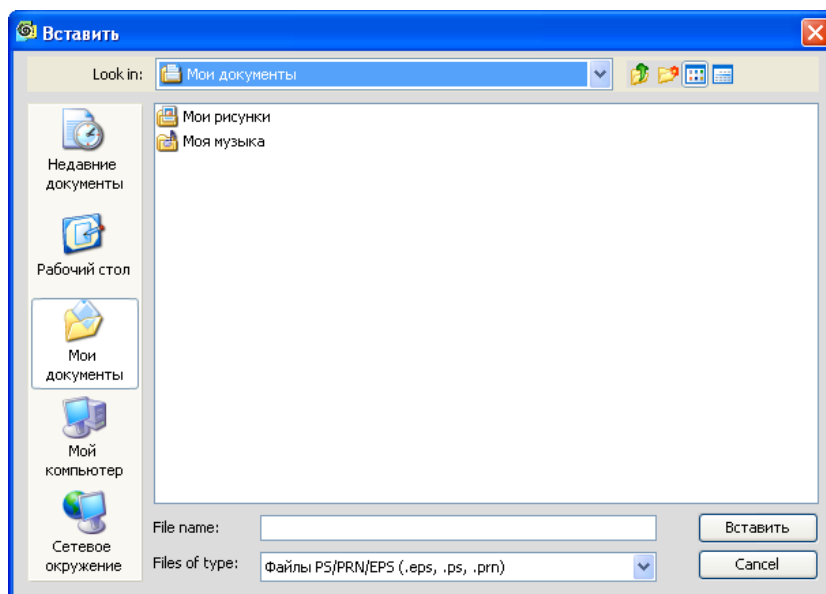 Вставить
Look in:
Мои документы
Мои рисунки
Моя музыка
Недавние
документы
Рабочий стол
Мои
документы
Мой
компьютер
Сетевое
окружение
File name:
Вставить
Files of type:
Файлы PS/PRN/EPS (.eps, .ps, .prn)
Cancel